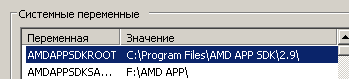 Системные переменные
Переменная Значение
AMDAPPSDKROOT C:\Program Files\AMD APP SDK\2.9\
AMDAPPSDKSA... F:\AMD APP\